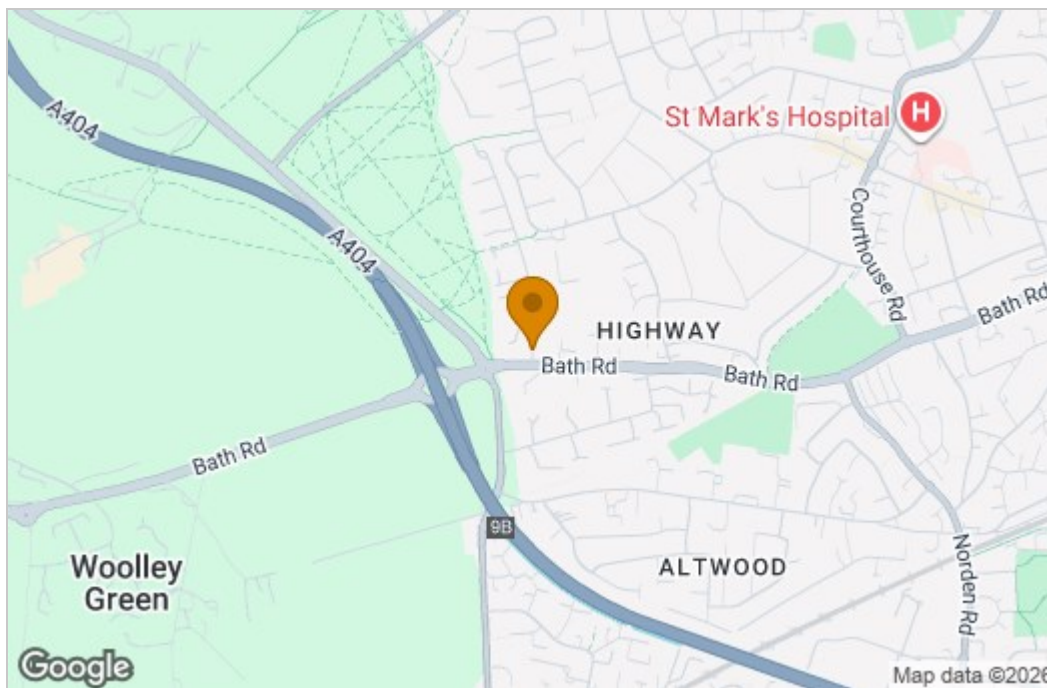 A404
St Mark's Hospital
H
A404
Courthouse Rd
HIGHWAY
Bath Rd
Bath Rd
Bath Rd
Bath Rd
9B
Woolley
Green
ALTWOOD
Norden Rd
Google
Map data ©2026